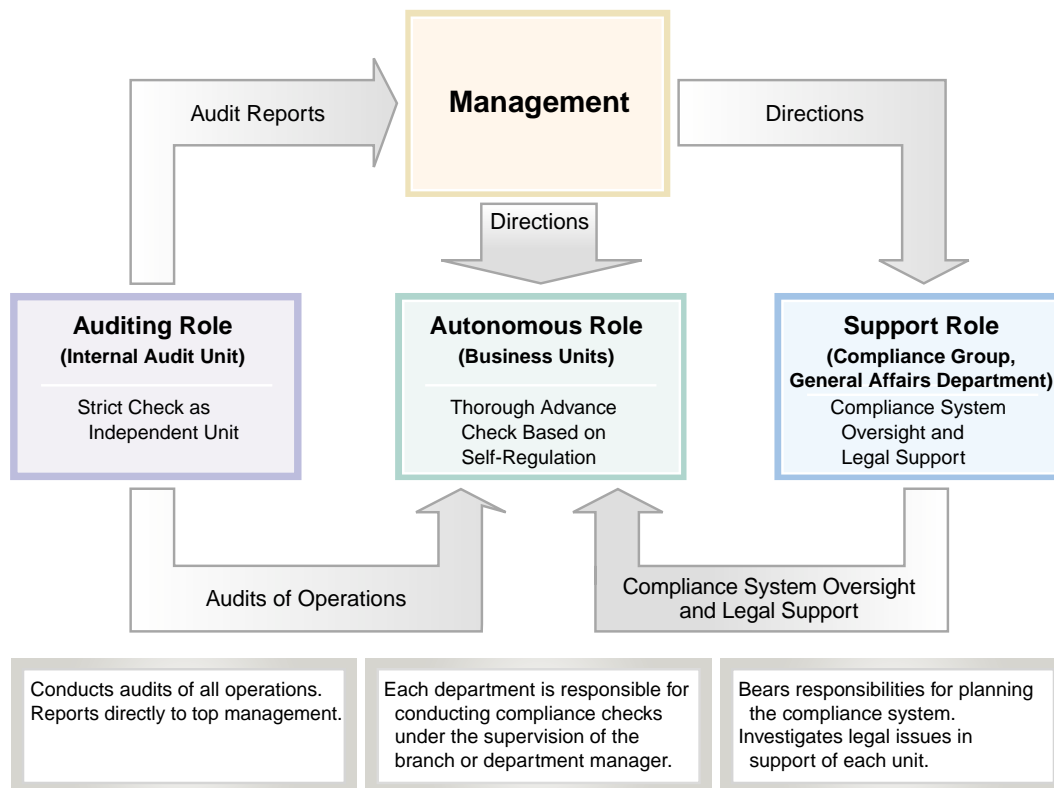 Management
Audit Reports
Directions
Directions
Auditing Role
(Internal Audit Unit)
Strict Check as
Independent Unit
Autonomous Role
(Business Units)
Thorough Advance
Check Based on
Self-Regulation
Support Role
(Compliance Group,
General Affairs Department)
Compliance System
Oversight and
Legal Support
Audits of Operations
Compliance System Oversight
and Legal Support
Conducts audits of all operations.
Reports directly to top management.
Each department is responsible for
conducting compliance checks
under the supervision of the
branch or department manager.
Bears responsibilities for planning
the compliance system.
Investigates legal issues in
support of each unit.